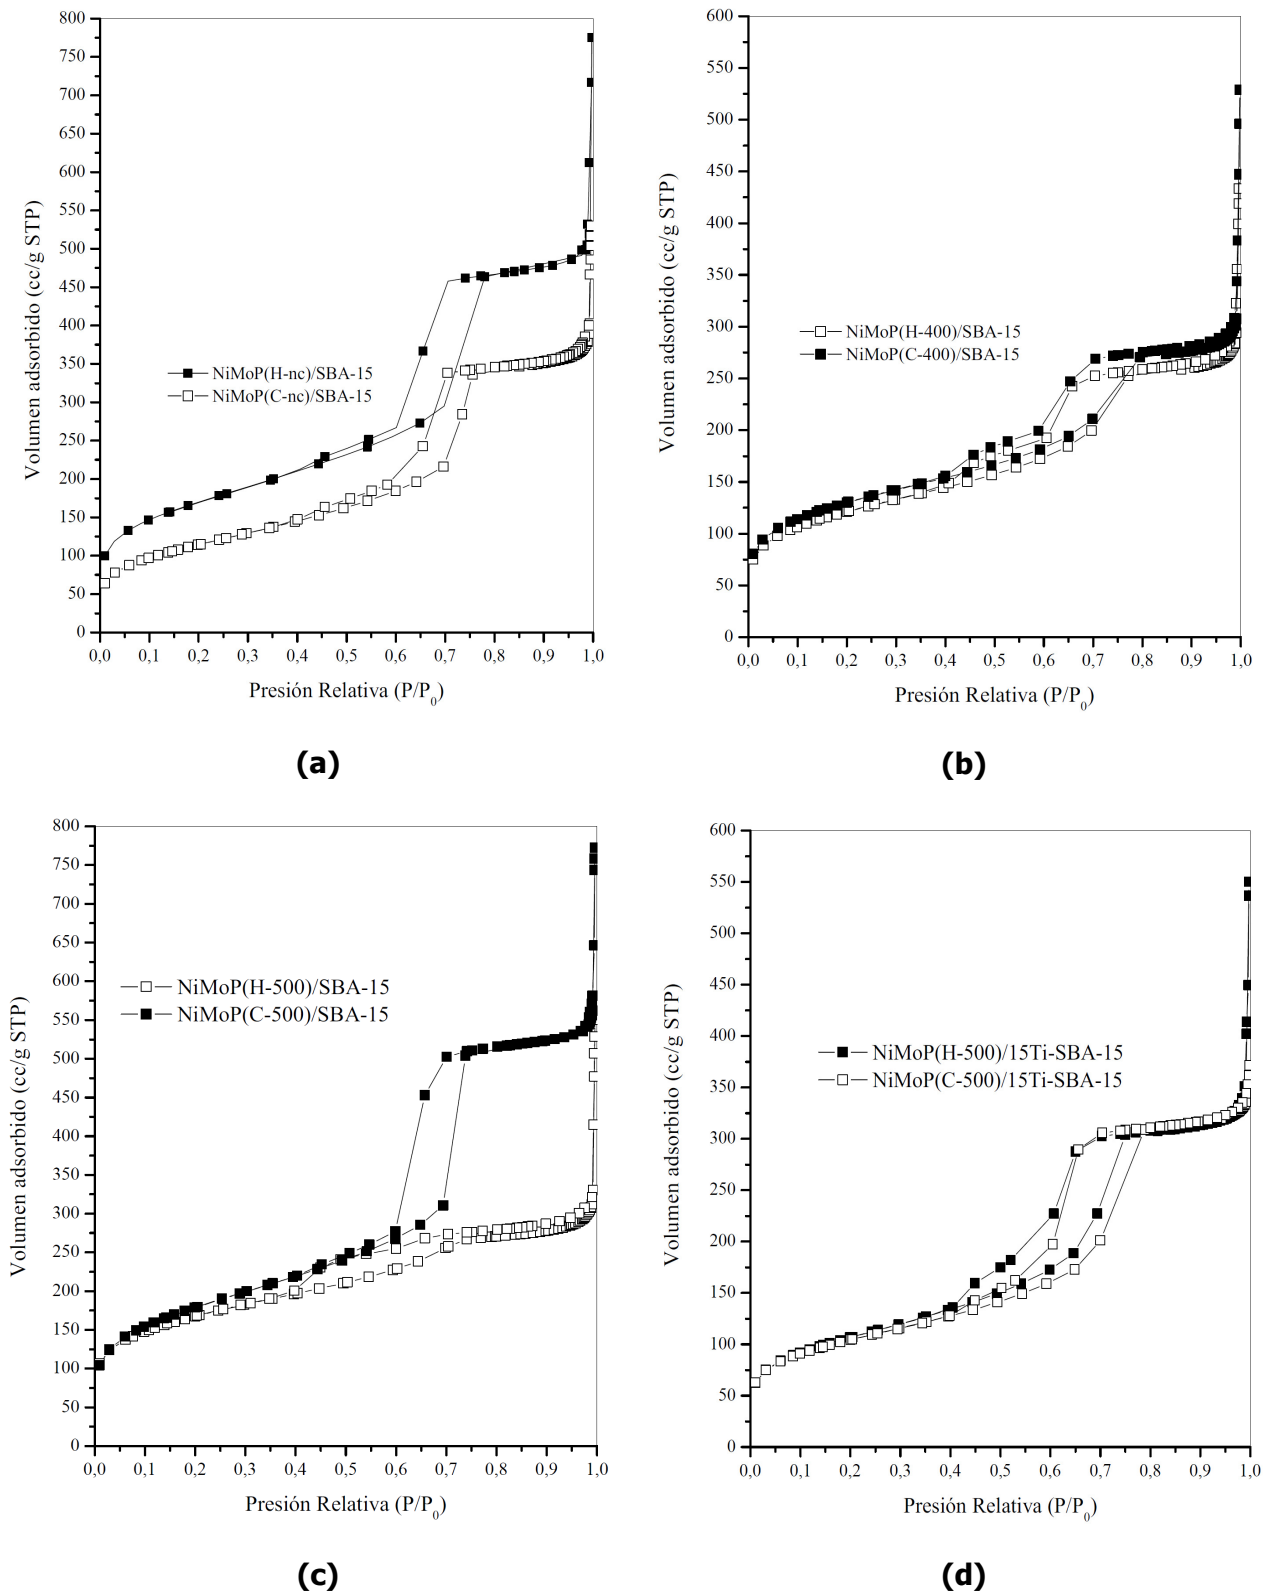 800
750
700
650
600
550
500
450
400
350
300
250
200
150
100
50
0
Volumen adsorbido (cc/g STP)
NiMoP(H-nc)/SBA-15
NiMoP(C-nc)/SBA-15
0,0 0,1 0,2 0,3 0,4 0,5 0,6 0,7 0,8 0,9 1,0
Presión Relativa (P/P0)
(a)
600
550
500
450
400
350
300
250
200
150
100
50
0
Volumen adsorbido (cc/g STP)
NiMoP(H-400)/SBA-15
NiMoP(C-400)/SBA-15
0,0 0,1 0,2 0,3 0,4 0,5 0,6 0,7 0,8 0,9 1,0
Presión Relativa (P/P0)
(b)
800
750
700
650
600
550
500
450
400
350
300
250
200
150
100
50
0
Volumen adsorbido (cc/g STP)
NiMoP(H-500)/SBA-15
NiMoP(C-500)/SBA-15
0,0 0,1 0,2 0,3 0,4 0,5 0,6 0,7 0,8 0,9 1,0
Presión Relativa (P/P0)
(c)
600
550
500
450
400
350
300
250
200
150
100
50
0
Volumen adsorbido (cc/g STP)
NiMoP(H-500)/15Ti-SBA-15
NiMoP(C-500)/15Ti-SBA-15
0,0 0,1 0,2 0,3 0,4 0,5 0,6 0,7 0,8 0,9 1,0
Presión Relativa (P/P0)
(d)